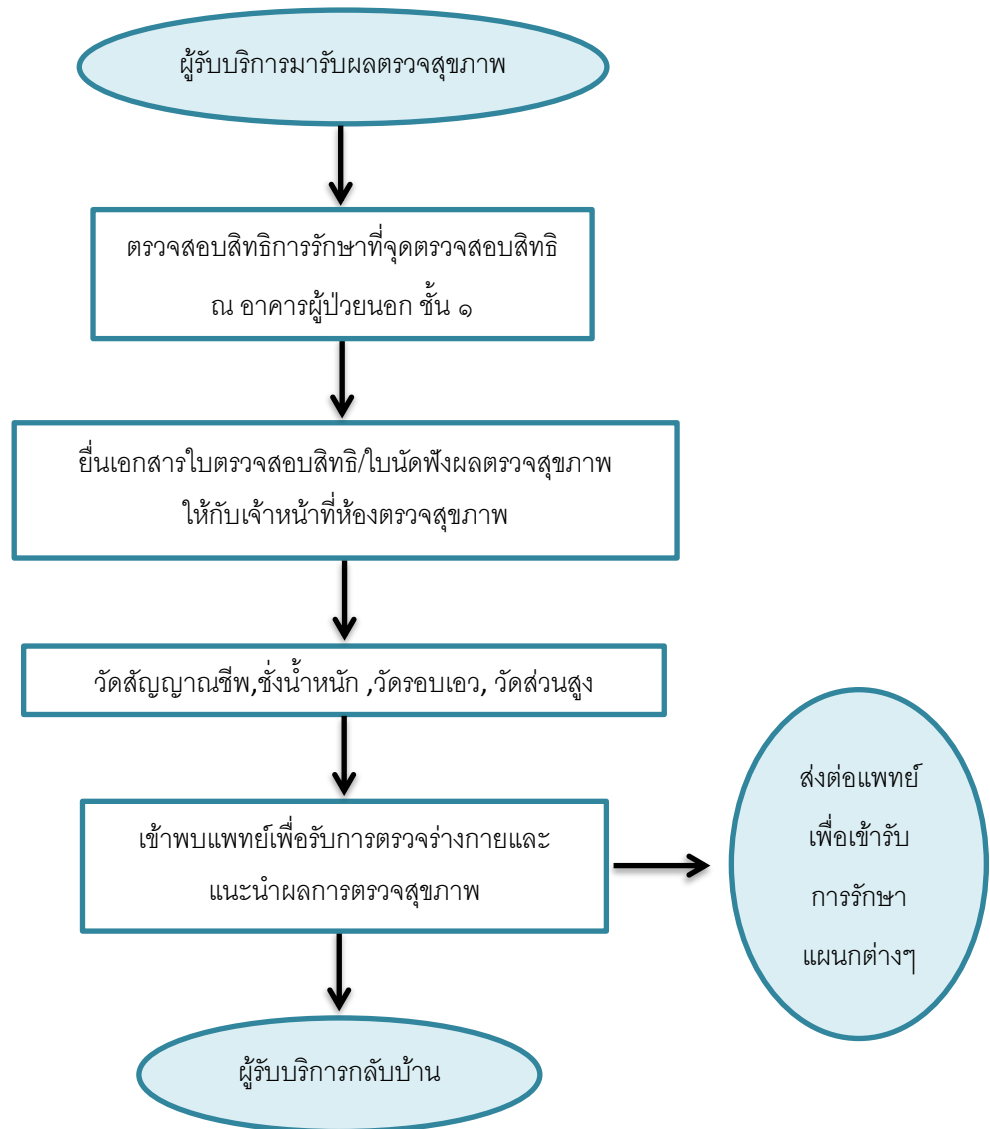 ผู้รับบริการมารับผลตรวจสุขภาพ
ตรวจสอบสิทธิการรักษาที่จุดตรวจสอบสิทธิ
ณ อาคารผู้ป่วยนอก ชั้น ๑
ยื่นเอกสารใบตรวจสอบสิทธิ/ใบนัดฟังผลตรวจสุขภาพ
ให้กับเจ้าหน้าที่ห้องตรวจสุขภาพ
วัดสัญญาณชีพ,ชั่งน้ำหนัก ,วัดรอบเอว, วัดส่วนสูง
เข้าพบแพทย์เพื่อรับการตรวจร่างกายและ
แนะนำผลการตรวจสุขภาพ
ส่งต่อแพทย์
เพื่อเข้ารับ
การรักษา
แผนกต่างๆ
ผู้รับบริการกลับบ้าน